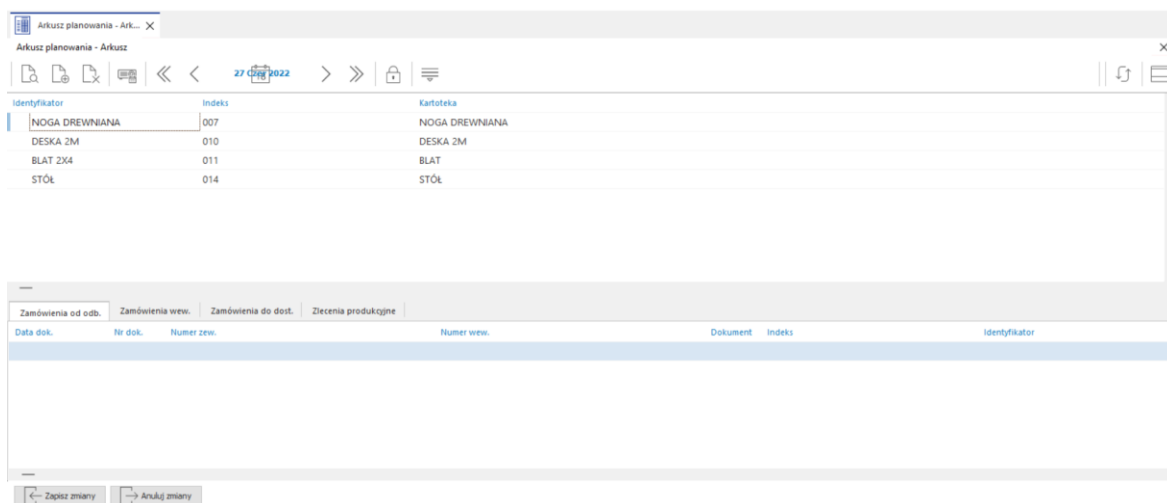 Arkusz planowania - Ark...
Arkusz planowania - Arkusz
27 Cze 2022
Identyfikator Indeks Kartoteka
NOGA DREWNIANA 007 NOGA DREWNIANA
DESKA 2M 010 DESKA 2M
BLAT 2X4 011 BLAT
STÓŁ 014 STÓŁ
Zamówienia od odb. Zamówienia wew. Zamówienia do dost. Zlecenia produkcyjne
Data dok. Nr dok. Numer zew. Numer wew. Dokument Indeks Identyfikator
Zapisz zmiany Anuluj zmiany